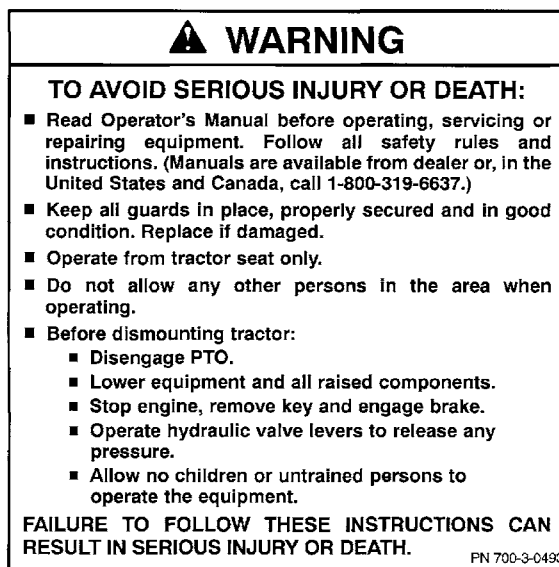 WARNING
TO AVOID SERIOUS INJURY OR DEATH:
■ Read Operator's Manual before operating, servicing or
repairing equipment. Follow all safety rules and
instructions. (Manuals are available from dealer or, in the
United States and Canada, call 1-800-319-6637.)
■ Keep all guards in place, properly secured and in good
condition. Replace if damaged.
■ Operate from tractor seat only.
■ Do not allow any other persons in the area when
operating.
■ Before dismounting tractor:
■ Disengage PTO.
■ Lower equipment and all raised components.
■ Stop engine, remove key and engage brake.
■ Operate hydraulic valve levers to release any
pressure.
■ Allow no children or untrained persons to
operate the equipment.
FAILURE TO FOLLOW THESE INSTRUCTIONS CAN
RESULT IN SERIOUS INJURY OR DEATH.
PN 700-3-0493